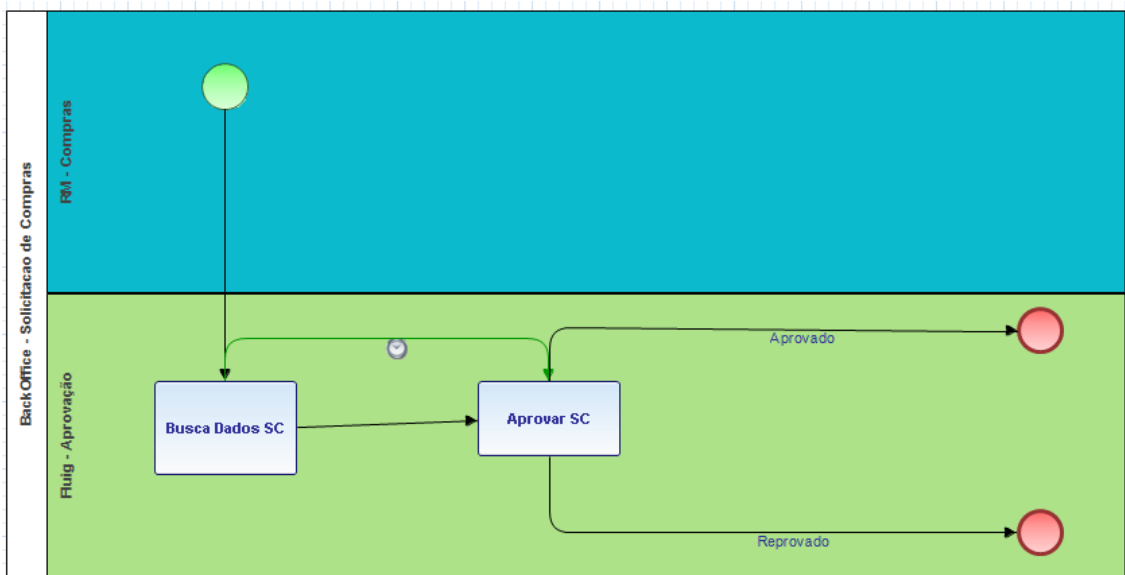 BackOffice - Solicitacao de Compras
RM - Compras
Fluig - Aprovação
Busca Dados SC
Aprovar SC
Aprovado
Reprovado